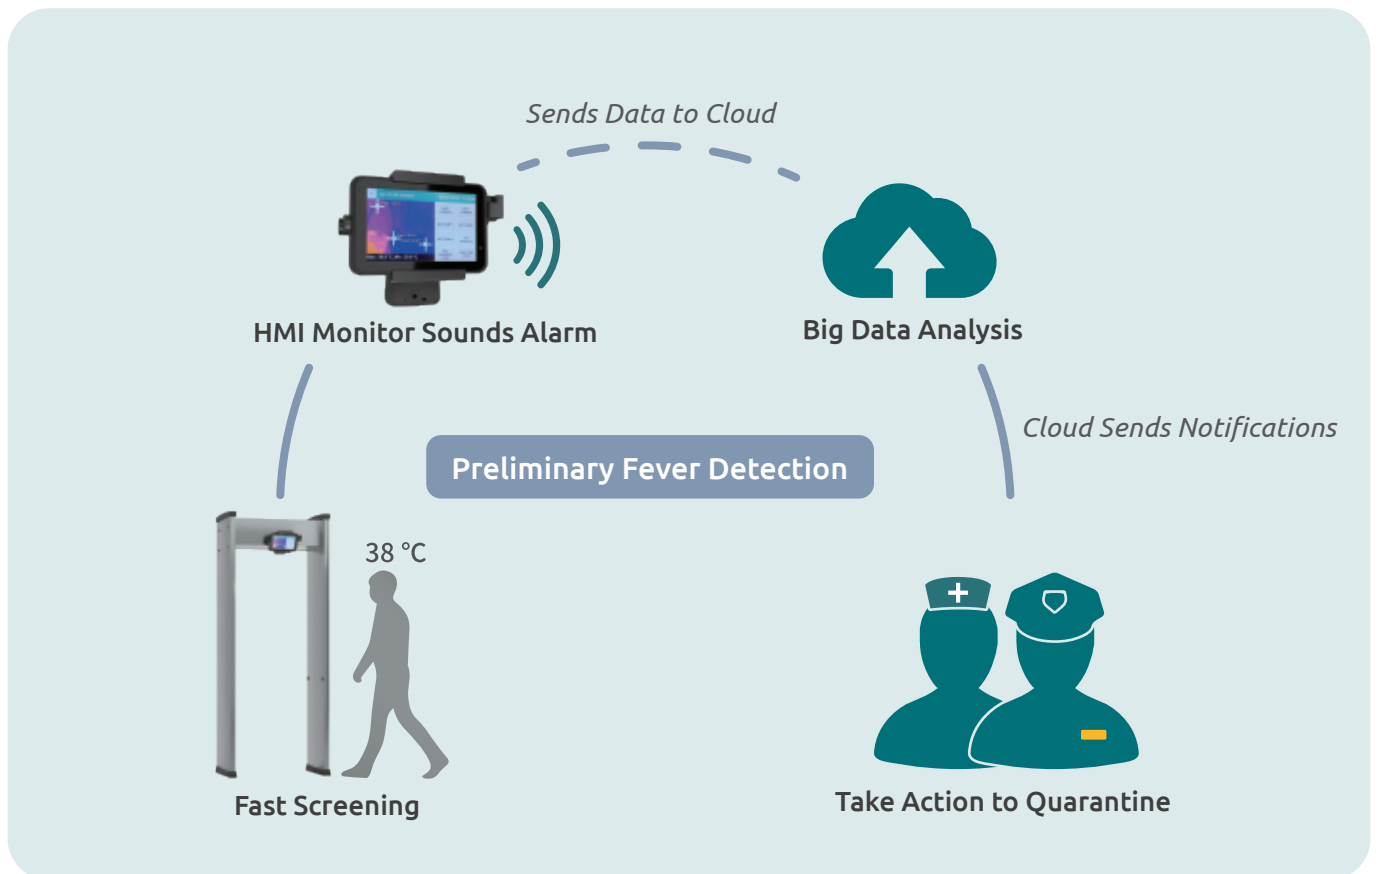 Sends Data to Cloud
HMI Monitor Sounds Alarm
Big Data Analysis
Cloud Sends Notifications
Preliminary Fever Detection
38 °C
Fast Screening
Take Action to Quarantine